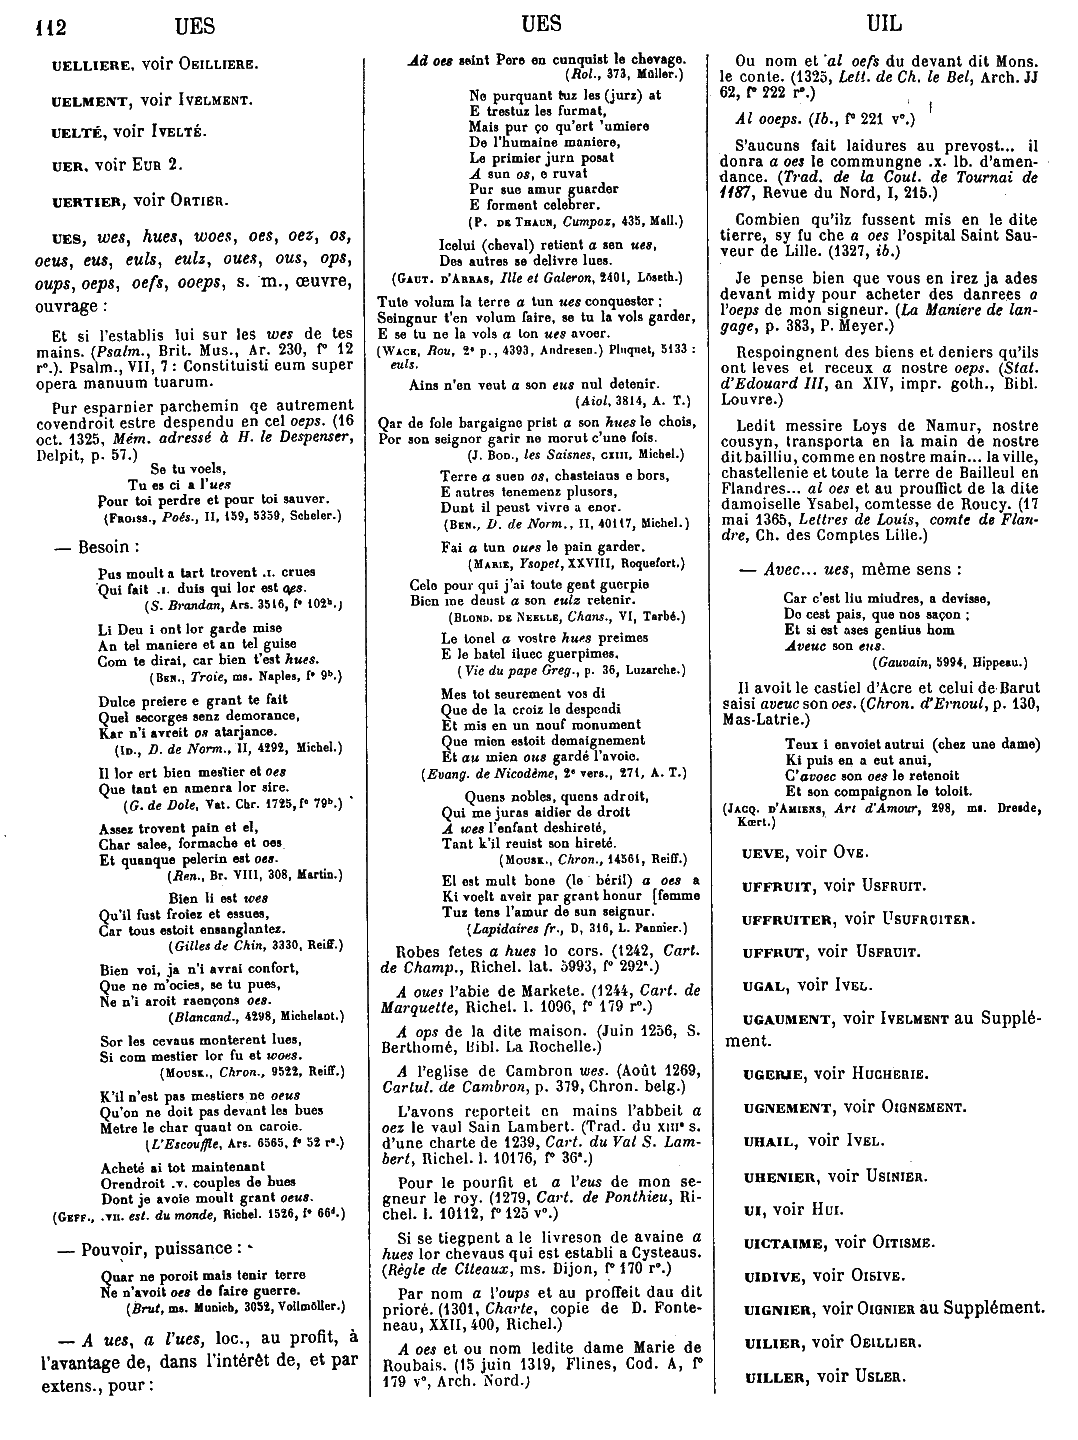 112 UES UES UIL
UELLIERE, voir OEILLIERE.
UELMENT, voir IVELMENT.
UELTÉ, voir IVELTÉ.
UER, voir EUR 2.
UERTIER, voir ORTIER.
UES, wes, hues, woes, oes, oez, os,
oeus, eus, euls, eulz, oues, ous, ops,
oups, oeps, oefs, ooeps, s. m., œuvre,
ouvrage :
Et si l'establis lui sur les wes de tes
mains. (Psalm., Brit. Mus., Ar. 230, f° 12
r°.). Psalm., VII, 7 : Constituisti eum super
opera manuum tuarum.
Pur esparnier parchemin qe autrement
covendroit estre despendu en cel oeps. (16
oct. 1325, Mém. adressé à H. le Despenser,
Delpit, p. 57.)
Se tu voels,
Tu es ci a l'ues
Pour toi perdre et pour toi sauver.
(FROISS., Poés., II, 159, 5359, Scheler.)
— Besoin :
Pus moult a tart trovent .I. crues
Qui fait .I. duis qui lor est oes.
(S. Brandan, Ars. 3516, f° 102ᵇ.)
Li Deu i ont lor garde mise
An tel maniere et an tel guise
Com te dirai, car bien t'est hues.
(BEN., Troie, ms. Naples, f° 9ᵇ.)
Dulce preiere e grant te fait
Quel secorges senz demorance,
Kar n'i avreit os atarjance.
(ID., D. de Norm., II, 4292, Michel.)
Il lor ert bien mestier et oes
Que tant en amenra lor sire.
(G. de Dole, Vat. Chr. 1725, f° 79ᵇ.)
Assez trovent pain et el,
Char salee, formache et oes
Et quanque pelerin est oes.
(Ren., Br. VIII, 308, Martin.)
Bien li est wes
Qu'il fust froiez et essues,
Car tous estoit ensanglantez.
(Gilles de Chin, 3330, Reiff.)
Bien voi, ja n'i avrai confort,
Que ne m'ocies, se tu pues,
Ne n'i aroit raençons oes.
(Blancand., 4298, Michelant.)
Sor les cevaus monterent lues,
Si com mestier lor fu et woes.
(MOUSK., Chron., 9522, Reiff.)
K'il n'est pas mestiers ne oeus
Qu'on ne doit pas devant les bues
Metre le char quant on caroie.
(L'Escouffle, Ars. 6565, f° 52 r°.)
Acheté ai tot maintenant
Orendroit .V. couples de bues
Dont je avoie moult grant oeus.
(GEFF., .VII. est. du monde, Richel. 1526, f° 66ᵈ.)
— Pouvoir, puissance :
Quar ne poroit mais tenir terre
Ne n'avoit oes de faire guerre.
(Brut, ms. Munich, 3052, Vollmöller.)
— A ues, a l'ues, loc., au profit, à
l'avantage de, dans l'intérêt de, et par
extens., pour :
Ad oes seint Pere en cunquist le chevage.
(Rol., 373, Müller.)
Ne purquant tuz les (jurz) at
E trestuz les furmat,
Mais pur ço qu'ert 'umiere
De l'humaine maniere,
Le primier jurn posat
A sun os, e ruvat
Pur sue amur guarder
E forment celebrer.
(P. DE THAUN, Cumpoz, 435, Mall.)
Icelui (cheval) retient a sen ues,
Des autres se delivre lues.
(GAUT. D'ARRAS, Ille et Galeron, 2401, Löseth.)
Tute volum la terre a tun ues conquester ;
Seingnur t'en volum faire, se tu la vols garder,
E se tu ne la vols a ton ues avoer.
(WACE, Rou, 2ᵉ p., 4393, Andresen.) Pluquet, 5133 :
euls.
Ains n'en veut a son eus nul detenir.
(Aiol, 3814, A. T.)
Qar de fole bargaigne prist a son hues le chois,
Por son seignor garir ne morut c'une fois.
(J. BOD., les Saisnes, CXIII, Michel.)
Terre a suen os, chasteiaus e bors,
E autres tenemenz plusors,
Dunt il peust vivre a enor.
(BEN., D. de Norm., II, 40117, Michel.)
Fai a tun oues le pain garder.
(MARIE, Ysopet, XXVIII, Roquefort.)
Cele pour qui j'ai toute gent guerpie
Bien me deust a son eulz retenir.
(BLOND. DE NEELLE, Chans., VI, Tarbé.)
Le tonel a vostre hues preimes
E le batel iluec guerpimes.
(Vie du pape Greg., p. 36, Luzarche.)
Mes tot seurement vos di
Que de la croiz le despendi
Et mis en un nouf monument
Que mien estoit demaignement
Et au mien ous gardé l'avoie.
(Evang. de Nicodème, 2ᵉ vers., 271, A. T.)
Quens nobles, quens adroit,
Qui me juras aidier de droit
A wes l'enfant deshireté,
Tant k'il reuist son hireté.
(MOUSK., Chron., 14561, Reiff.)
El est mult bone (le béril) a oes a
Ki voelt aveir par grant honur [femme
Tuz tens l'amur de sun seignur.
(Lapidaires fr., D, 316, L. Pannier.)
Robes fetes a hues lo cors. (1242, Cart.
de Champ., Richel. lat. 5993, f° 292ᵃ.)
A oues l'abie de Markete. (1244, Cart. de
Marquette, Richel. l. 1096, f° 179 r°.)
A ops de la dite maison. (Juin 1256, S.
Berthomé, Bibl. La Rochelle.)
A l'eglise de Cambron wes. (Août 1269,
Cartul. de Cambron, p. 379, Chron. belg.)
L'avons reporteit en mains l'abbeit a
oez le vaul Sain Lambert. (Trad. du XIIIᵉ s.
d'une charte de 1239, Cart. du Val S. Lam-
bert, Richel. l. 10176, f° 36ᵃ.)
Pour le pourfit et a l'eus de mon se-
gneur le roy. (1279, Cart. de Ponthieu, Ri-
chel. l. 10112, f° 125 v°.)
Si se tiegpent a le livreson de avaine a
hues lor chevaus qui est establi a Cysteaus.
(Règle de Citeaux, ms. Dijon, f° 170 r°.)
Par nom a l'oups et au proffeit dau dit
prioré. (1301, Charte, copie de D. Fonte-
neau, XXII, 400, Richel.)
A oes et ou nom ledite dame Marie de
Roubais. (15 juin 1319, Flines, Cod. A, f°
179 v°, Arch. Nord.)
Ou nom et al oefs du devant dit Mons.
le conte. (1325, Lett. de Ch. le Bel, Arch. JJ
62, f° 222 r°.)
Al ooeps. (Ib., f° 221 v°.)
S'aucuns fait laidures au prevost... il
donra a oes le commungne .x. lb. d'amen-
dance. (Trad. de la Cout. de Tournai de
1187, Revue du Nord, I, 215.)
Combien qu'ilz fussent mis en le dite
tierre, sy fu che a oes l'ospital Saint Sau-
veur de Lille. (1327, ib.)
Je pense bien que vous en irez ja ades
devant midy pour acheter des danrees a
l'oeps de mon signeur. (La Maniere de lan-
gage, p. 383, P. Meyer.)
Respoingnent des biens et deniers qu'ils
ont leves et receux a nostre oeps. (Stat.
d'Edouard III, an XIV, impr. goth., Bibl.
Louvre.)
Ledit messire Loys de Namur, nostre
cousyn, transporta en la main de nostre
dit bailliu, comme en nostre main... la ville,
chastellenie et toute la terre de Bailleul en
Flandres... al oes et au prouffict de la dite
damoiselle Ysabel, comtesse de Roucy. (17
mai 1365, Lettres de Louis, comte de Flan-
dre, Ch. des Comptes Lille.)
— Avec... ues, même sens :
Car c'est liu miudres, a devisse,
De cest pais, que nos saçon ;
Et si est ases gentius hom
Aveuc son eus.
(Gauvain, 5994, Hippeau.)
Il avoit le castiel d'Acre et celui de Barut
saisi aveuc son oes. (Chron. d'Ernoul, p. 130,
Mas-Latrie.)
Teux i envoiet autrui (chez une dame)
Ki puis en a eut anui,
C'avoec son oes le retenoit
Et son compaignon le toloit.
(JACQ. D'AMIENS, Art d'Amour, 298, ms. Dresde,
Kœrt.)
UEVE, voir OVE.
UFFRUIT, voir USFRUIT.
UFFRUITER, voir USUFRUITER.
UFFRUT, voir USFRUIT.
UGAL, voir IVEL.
UGAUMENT, voir IVELMENT au Supplé-
ment.
UGERIE, voir HUCHERIE.
UGNEMENT, voir OIGNEMENT.
UHAIL, voir IVEL.
UHENIER, voir USINIER.
UI, voir HUI.
UICTAIME, voir OITISME.
UIDIVE, voir OISIVE.
UIGNIER, voir OIGNIER au Supplément.
UILIER, voir OEILLIER.
UILLER, voir USLER.